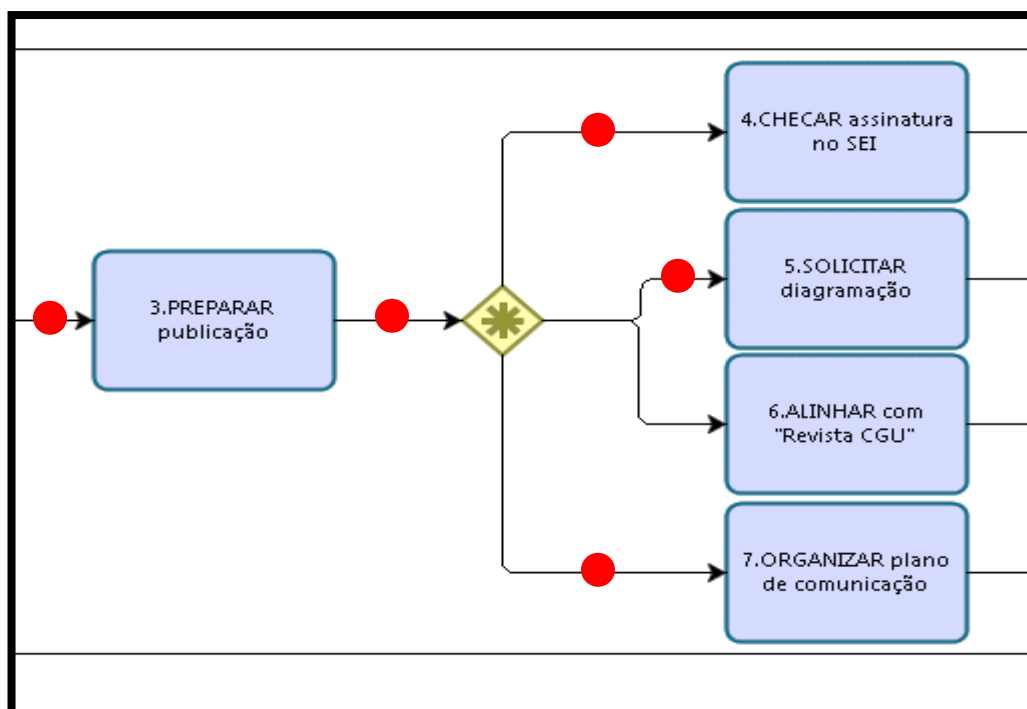 3.PREPARAR
publicação
4.CHECAR assinatura
no SEI
5.SOLICITAR
diagramação
6.ALINHAR com
"Revista CGU"
7.ORGANIZAR plano
de comunicação